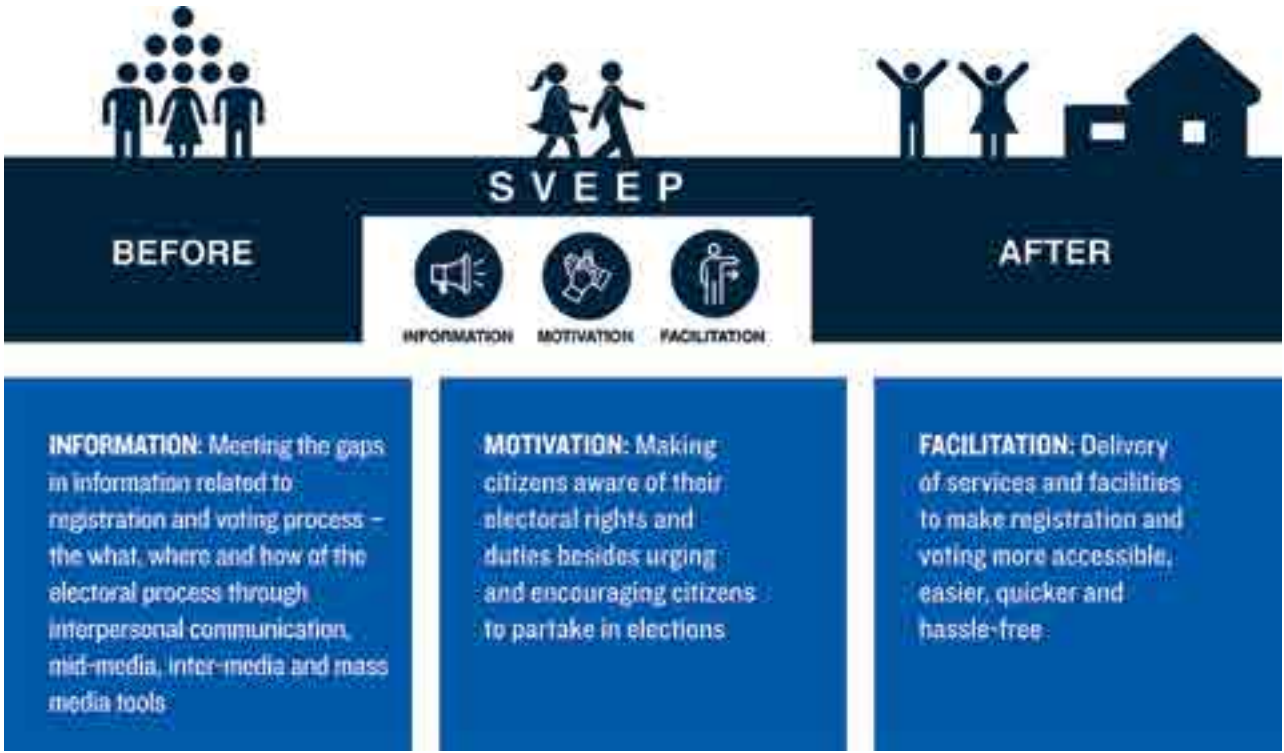 SVEEP
BEFORE
AFTER
INFORMATION
MOTIVATION
FACILITATION
INFORMATION: Meeting the gaps
in information related to
registration and voting process –
the what, where and how of the
electoral process through
interpersonal communication,
mid-media, inter-media and mass
media tools
MOTIVATION: Making
citizens aware of their
electoral rights and
duties besides urging
and encouraging citizens
to partake in elections
FACILITATION: Delivery
of services and facilities
to make registration and
voting more accessible,
easier, quicker and
hassle-free